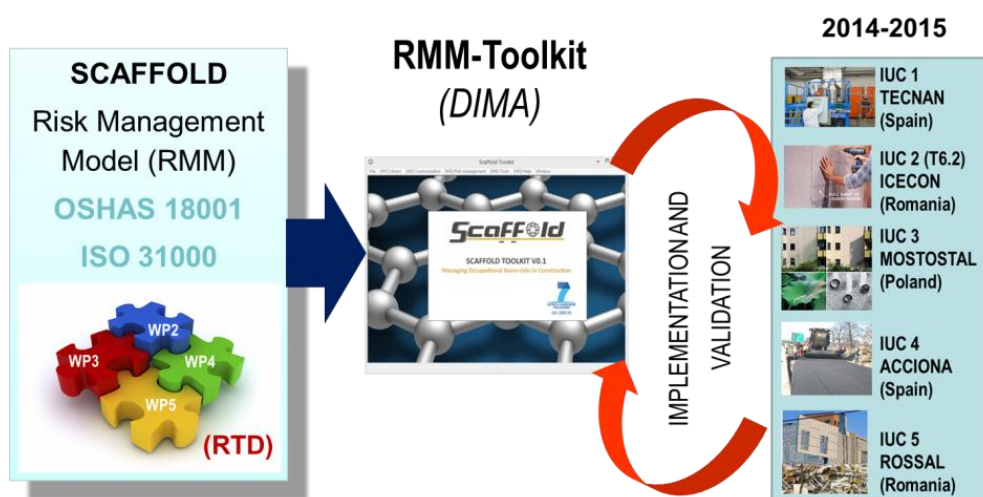 SCAFFOLD
Risk Management
Model (RMM)
OSHAS 18001
ISO 31000
WP2
WP3
WP4
WP5
(RTD)
RMM-Toolkit
(DIMA)
Scaffold Toolkit
Scaffold
SCAFFOLD TOOLKIT V0.1
Managing Occupational Nano-risks in Construction
IMPLEMENTATION AND
VALIDATION
2014-2015
IUC 1
TECNAN
(Spain)
IUC 2 (T6.2)
ICECON
(Romania)
IUC 3
MOSTOSTAL
(Poland)
IUC 4
ACCIONA
(Spain)
IUC 5
ROSSAL
(Romania)